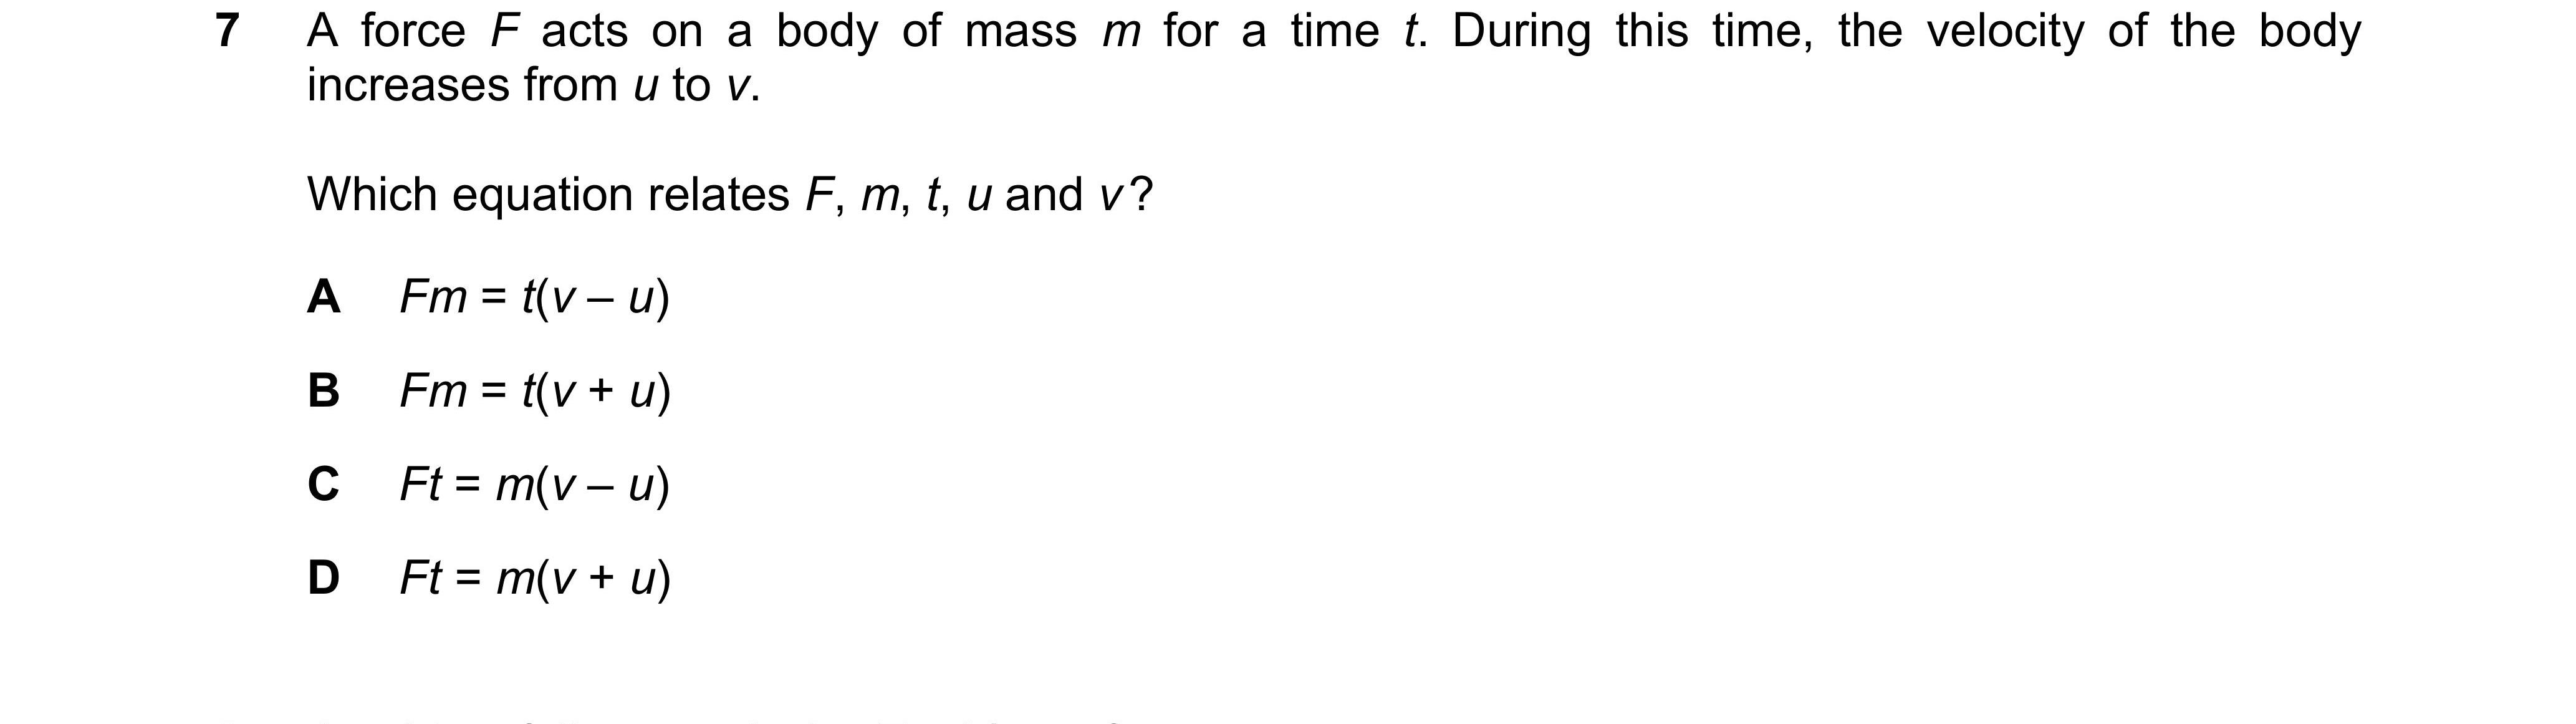 7 A force F acts on a body of mass m for a time t. During this time, the velocity of the body
increases from u to v.
Which equation relates F, m, t, u and v?
A Fm = t(v – u)
B Fm = t(v + u)
C Ft = m(v – u)
D Ft = m(v + u)